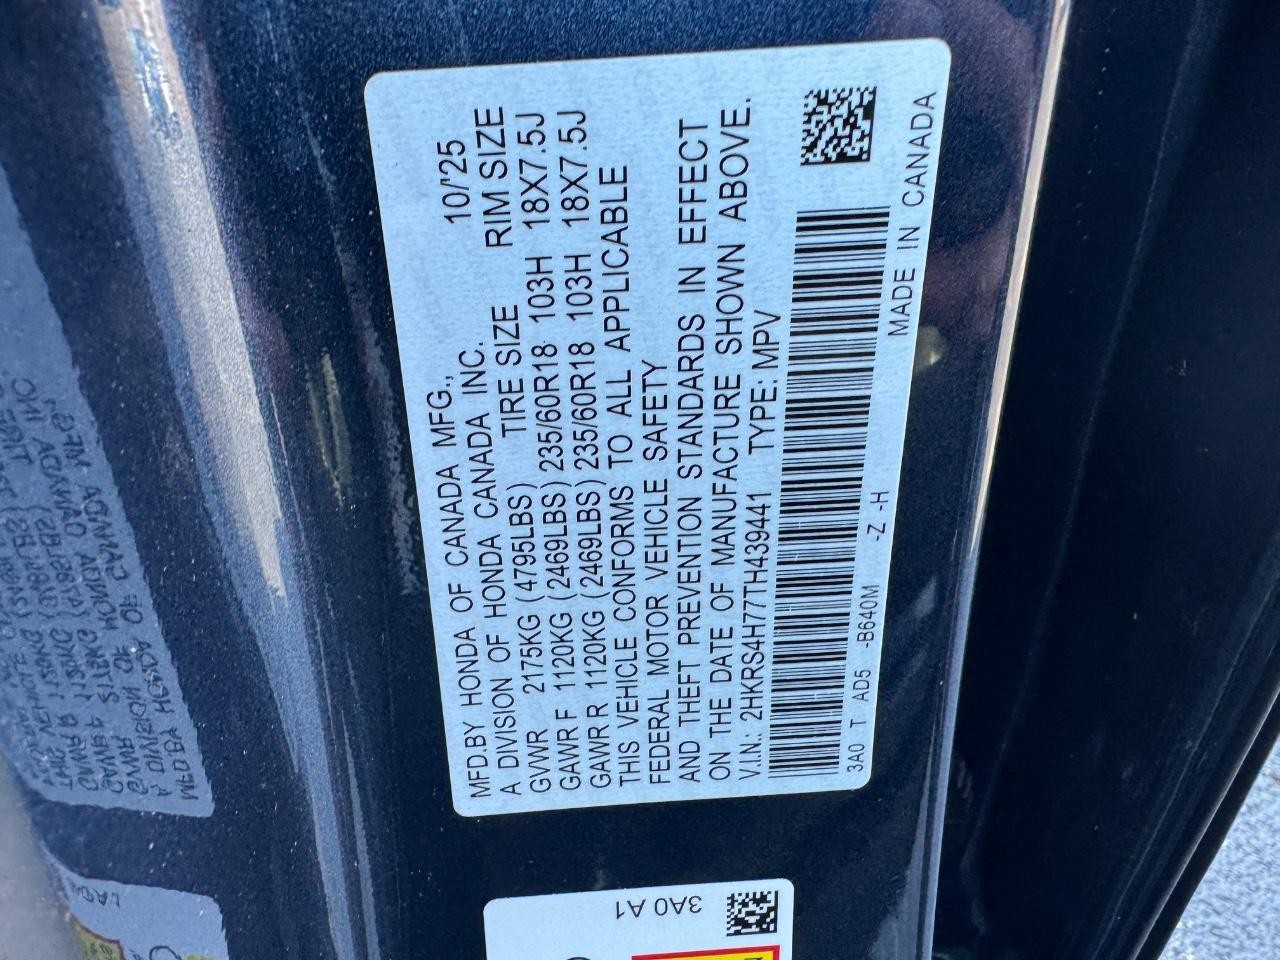 MFD.BY HONDA OF CANADA MFG., 10/'25
A DIVISION OF HONDA CANADA INC.
TIRE SIZE RIM SIZE
GVWR 2175KG (4795LBS)
GAWR F 1120KG (2469LBS) 235/60R18 103H 18X7.5J
GAWR R 1120KG (2469LBS) 235/60R18 103H 18X7.5J
THIS VEHICLE CONFORMS TO ALL APPLICABLE
FEDERAL MOTOR VEHICLE SAFETY
AND THEFT PREVENTION STANDARDS IN EFFECT
ON THE DATE OF MANUFACTURE SHOWN ABOVE.
V.I.N.: 2HKRS4H77TH439441 TYPE: MPV
3A0 T AD5 -B640M -Z -H
MADE IN CANADA
3A0 A1